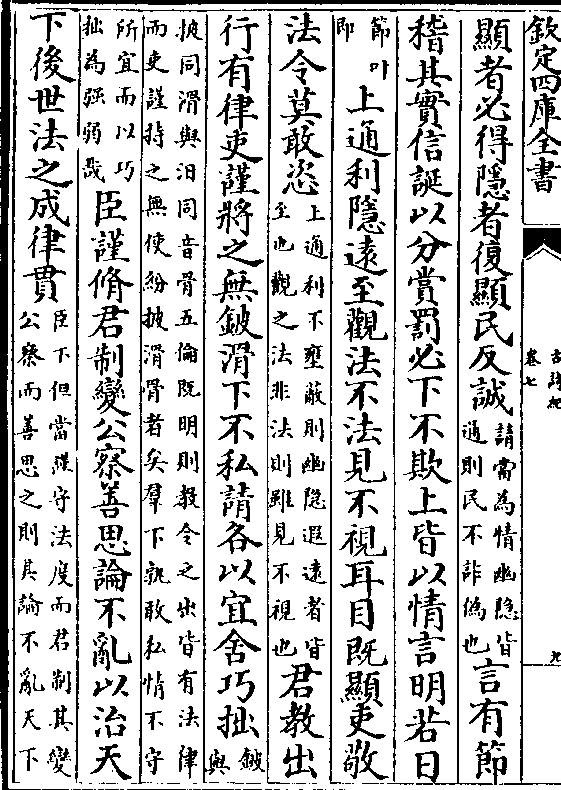 欽定四庫全書
古詩紀
卷七
九
顯者必得隱者復顯民反誠請當為情幽隱皆通則民不詐偽也言有節
稽其實信誕以分賞罰必下不欺上皆以情言明若日
節叶即上通利隱遠至觀法不法見不視耳目既顯吏敬
法令莫敢恣上通利不壅蔽則幽隱遐遠者皆至也觀之法非法則雖見不視也君教出
行有律吏謹將之無鈹滑下不私請各以宜舍巧拙鈹與
披同滑與汩同音骨五倫既明則教令之出皆有法律而吏謹持之無使紛披滑骨者矣羣下孰敢私情不守
所宜而以巧拙為强弱哉臣謹脩君制變公察善思論不亂以治天
下後世法之成律貫臣下但當謹守法度而君制其變公察而善思之則其論不亂天下